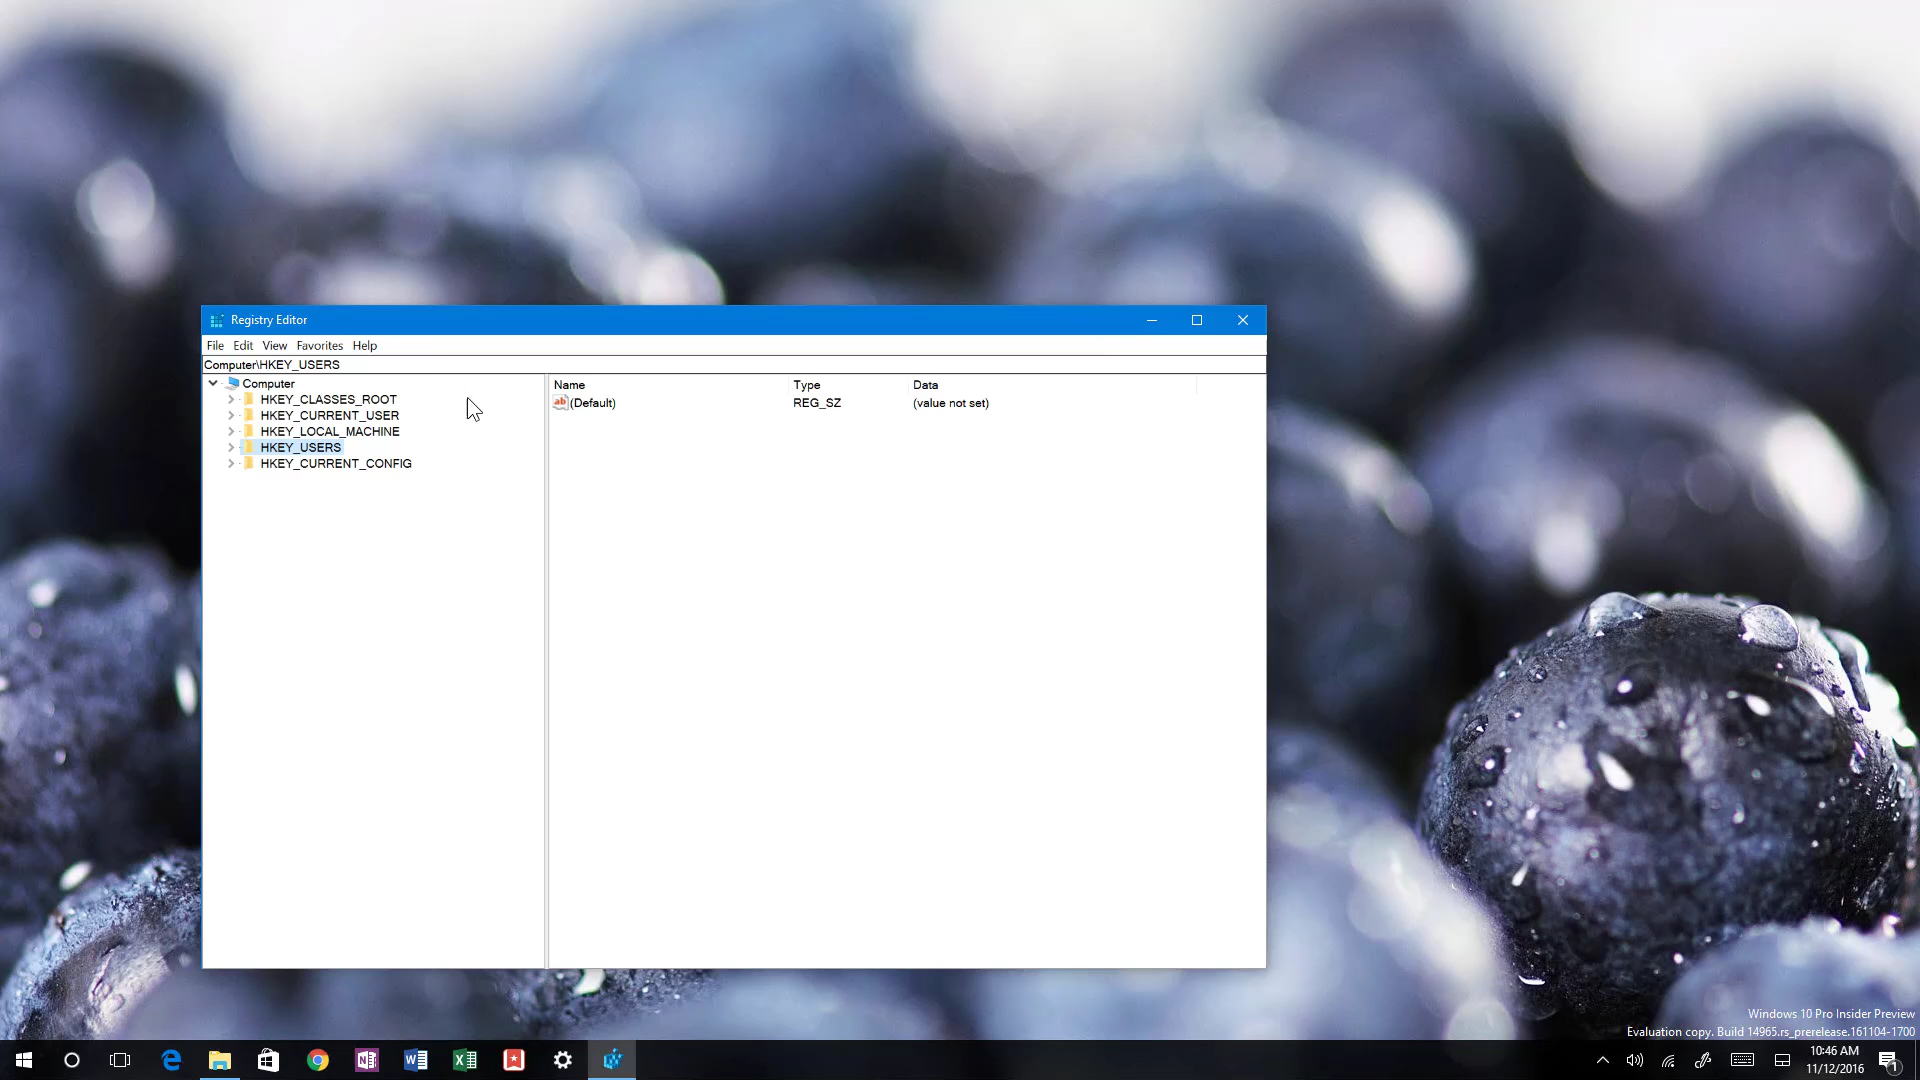 Registry Editor
File Edit View Favorites Help
Computer\HKEY_USERS
Computer
HKEY_CLASSES_ROOT
HKEY_CURRENT_USER
HKEY_LOCAL_MACHINE
HKEY_USERS
HKEY_CURRENT_CONFIG
Name Type Data
ab (Default) REG_SZ (value not set)
Windows 10 Pro Insider Preview
Evaluation copy. Build 14965.rs_prerelease.161104-1700
10:46 AM
11/12/2016
1